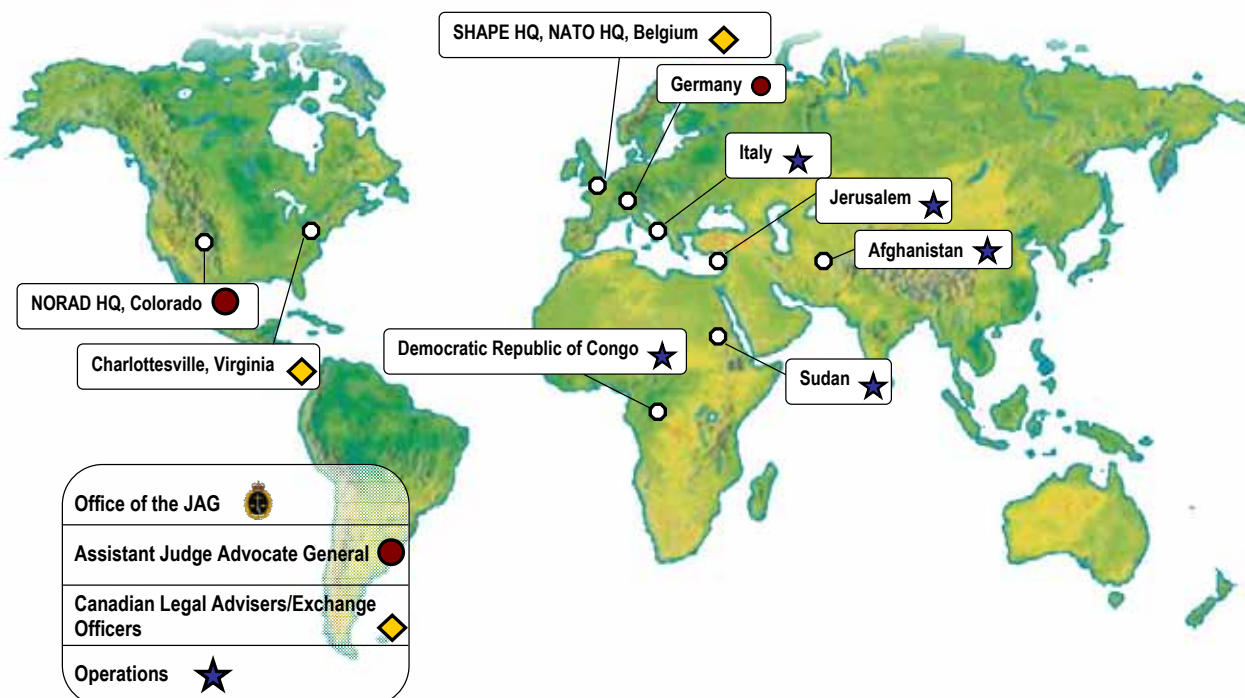 SHAPE HQ, NATO HQ, Belgium
Germany
Italy
Jerusalem
Afghanistan
NORAD HQ, Colorado
Charlottesville, Virginia
Democratic Republic of Congo
Sudan
Office of the JAG
Assistant Judge Advocate General
Canadian Legal Advisers/Exchange
Officers
Operations